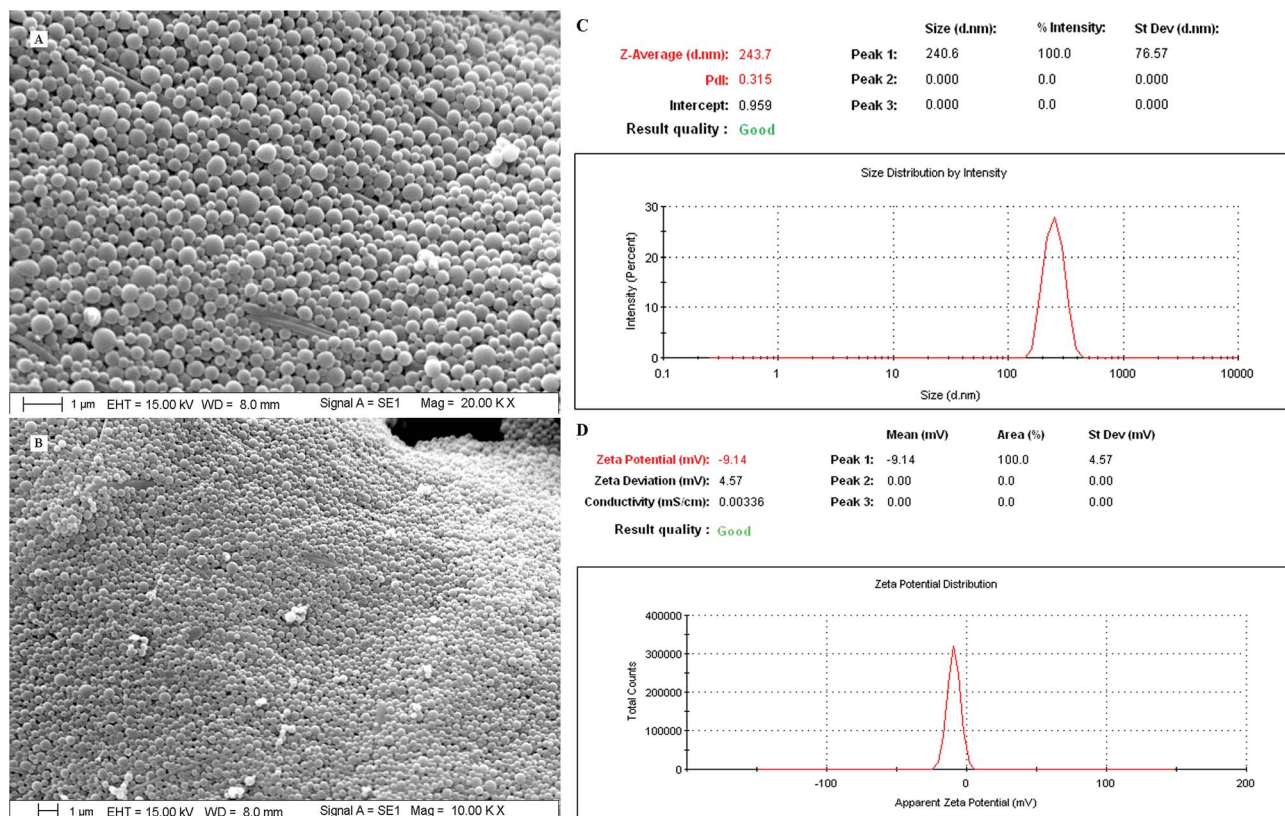 A
1 µm EHT = 15.00 kV WD = 8.0 mm Signal A = SE1 Mag = 20.00 K X
B
1 µm EHT = 15.00 kV WD = 8.0 mm Signal A = SE1 Mag = 10.00 K X
C
Size (d.nm): % Intensity: St Dev (d.nm):
Z-Average (d.nm): 243.7 Peak 1: 240.6 100.0 76.57
PdI: 0.315 Peak 2: 0.000 0.0 0.000
Intercept: 0.959 Peak 3: 0.000 0.0 0.000
Result quality : Good
Size Distribution by Intensity
Intensity (Percent)
30
20
10
0
0.1 1 10 100 1000 10000
Size (d.nm)
D
Mean (mV) Area (%) St Dev (mV)
Zeta Potential (mV): -9.14 Peak 1: -9.14 100.0 4.57
Zeta Deviation (mV): 4.57 Peak 2: 0.00 0.0 0.00
Conductivity (mS/cm): 0.00336 Peak 3: 0.00 0.0 0.00
Result quality : Good
Zeta Potential Distribution
Total Counts
400000
300000
200000
100000
0
-100 0 100 200
Apparent Zeta Potential (mV)